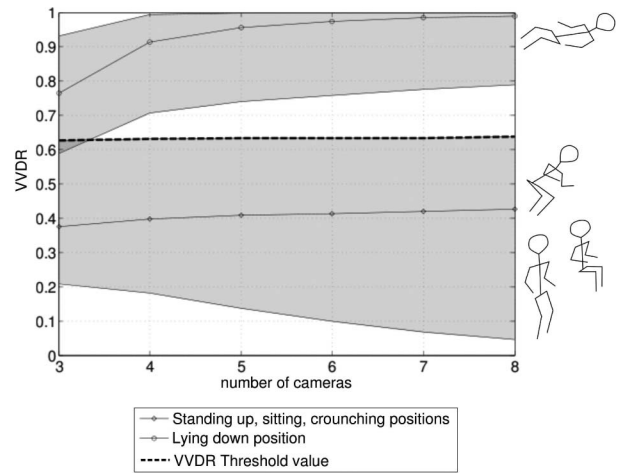 1
0.9
0.8
0.7
0.6
0.5
0.4
0.3
0.2
0.1
0
VVDR
3 4 5 6 7 8
number of cameras
Standing up, sitting, crounching positions
Lying down position
VVDR Threshold value